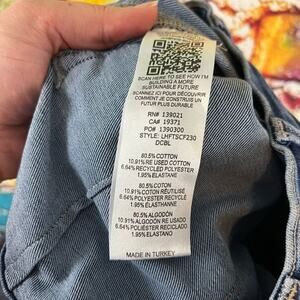 SCAN HERE TO SEE HOW I'M
BUILDING A MORE
SUSTAINABLE FUTURE
SCANNEZ ICI POUR DÉCOUVRIR
COMMENT JE CONSTRUIS UN
FUTUR PLUS DURABLE
RN# 139021
CA# 19371
PO# 1390300
STYLE: LHFTSCF230
DCBL
80.5% COTTON
10.91% RE USED COTTON
6.64% RECYCLED POLYESTER
1.95% ELASTANE
80.5% COTON
10.91% COTON RÉUTILISÉ
6.64% POLYESTER RECYCLÉ
1.95% ÉLASTHANNE
80.5% ALGODÓN
10.91% ALGODÓN RE USADO
6.64% POLIÉSTER RECICLADO
1.95% ELASTANO
MADE IN TURKEY